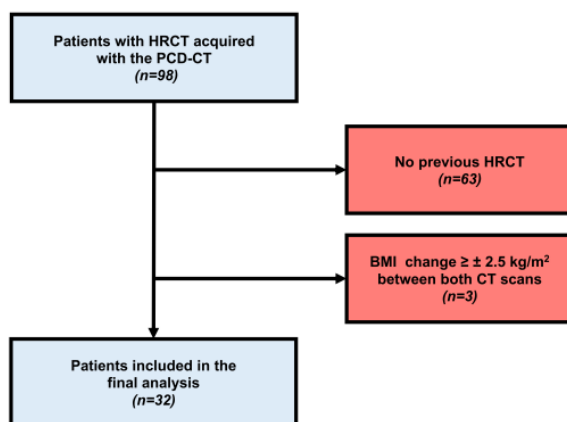 Patients with HRCT acquired
with the PCD-CT
(n=98)
No previous HRCT
(n=63)
BMI change ≥ ± 2.5 kg/m²
between both CT scans
(n=3)
Patients included in the
final analysis
(n=32)